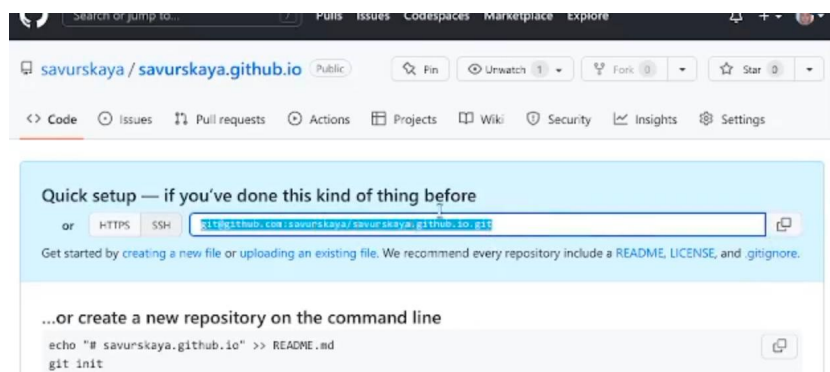 Search or jump to... / Pulls Issues Codespaces Marketplace Explore
savurskaya / savurskaya.github.io Public Pin Unwatch 1 Fork 0 Star 0
Code Issues Pull requests Actions Projects Wiki Security Insights Settings
Quick setup — if you've done this kind of thing before
or HTTPS SSH git@github.com:savurskaya/savurskaya.github.io.git
Get started by creating a new file or uploading an existing file. We recommend every repository include a README, LICENSE, and .gitignore.
...or create a new repository on the command line
echo "# savurskaya.github.io" >> README.md
git init